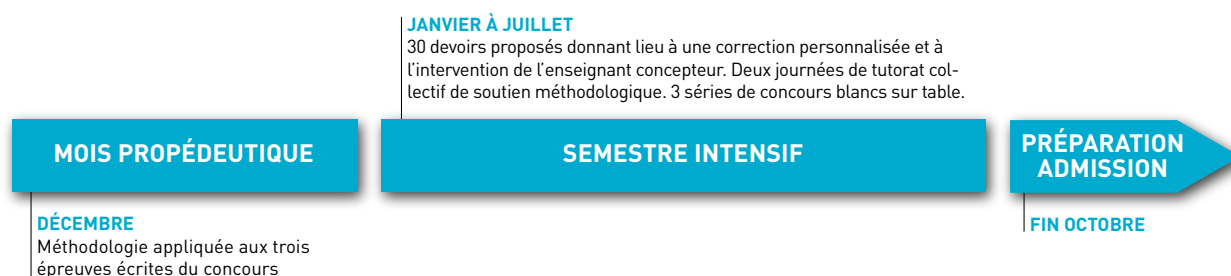 JANVIER À JUILLET
30 devoirs proposés donnant lieu à une correction personnalisée et à
l'intervention de l'enseignant concepteur. Deux journées de tutorat col-
lectif de soutien méthodologique. 3 séries de concours blancs sur table.
MOIS PROPÉDEUTIQUE
SEMESTRE INTENSIF
PRÉPARATION
ADMISSION
DÉCEMBRE
Méthodologie appliquée aux trois
épreuves écrites du concours
FIN OCTOBRE